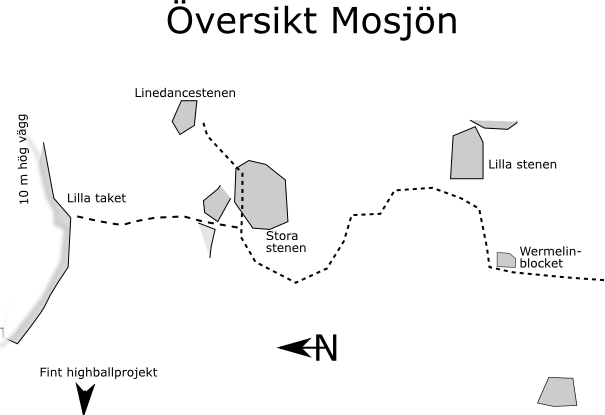 Översikt Mosjön
Linedancestenen
10 m hög vägg
Lilla stenen
Lilla taket
Stora
stenen
Wermelin-
blocket
N
Fint highballprojekt